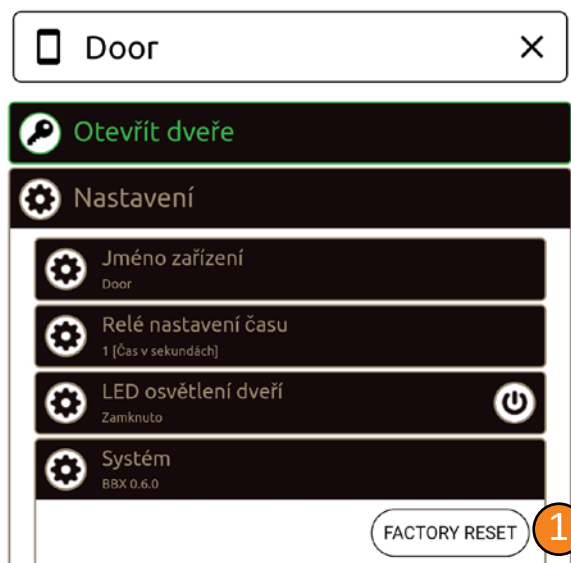 Door
Otevřít dveře
Nastavení
Jméno zařízení
Door
Relé nastavení času
1 [Čas v sekundách]
LED osvětlení dveří
Zamknuto
Systém
BBX 0.6.0
FACTORY RESET
1